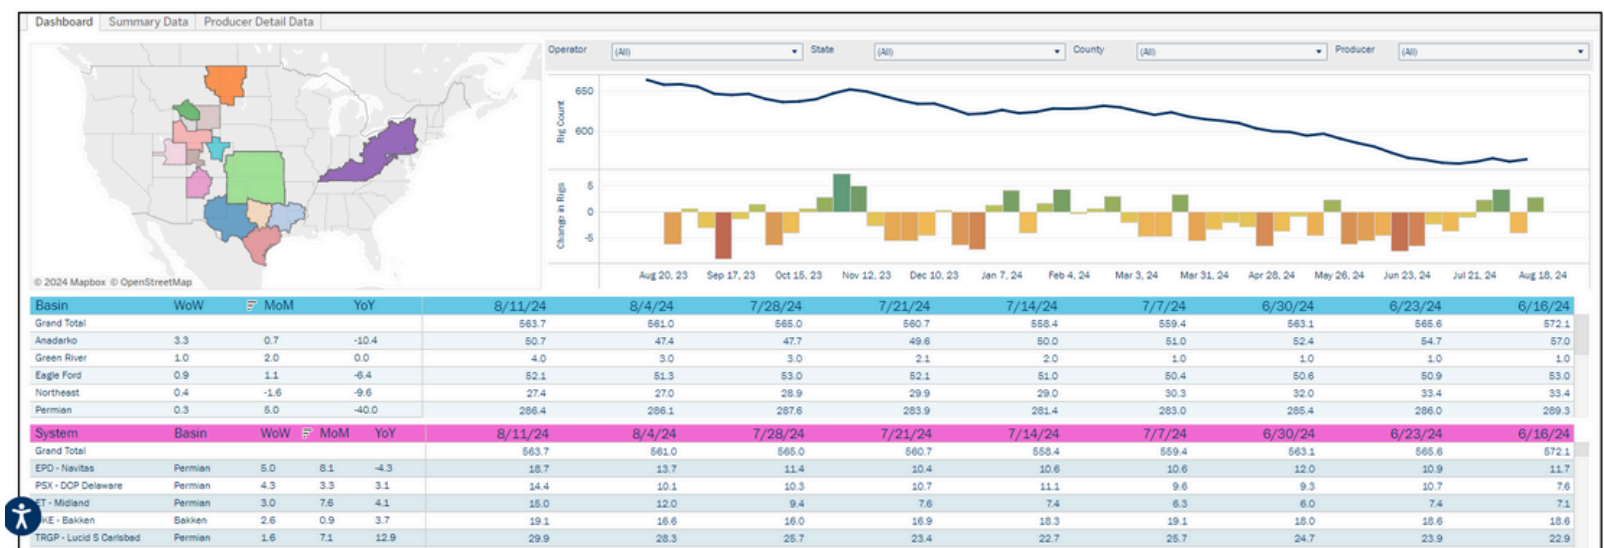 Dashboard Summary Data Producer Detail Data
Operator (All) State (All) County (All) Producer (All)
650
600
Rig Count
5
0
-5
Change in Rigs
Aug 20, 23 Sep 17, 23 Oct 15, 23 Nov 12, 23 Dec 10, 23 Jan 7, 24 Feb 4, 24 Mar 3, 24 Mar 31, 24 Apr 28, 24 May 26, 24 Jun 23, 24 Jul 21, 24 Aug 18, 24
© 2024 Mapbox © OpenStreetMap
Basin WoW MoM YoY 8/11/24 8/4/24 7/28/24 7/21/24 7/14/24 7/7/24 6/30/24 6/23/24 6/16/24
Grand Total 563.7 561.0 565.0 560.7 558.4 559.4 563.1 565.6 572.1
Anadarko 3.3 0.7 -10.4 50.7 47.4 47.7 49.6 50.0 51.0 52.4 54.7 57.0
Green River 1.0 2.0 0.0 4.0 3.0 3.0 2.1 2.0 1.0 1.0 1.0 1.0
Eagle Ford 0.9 1.1 -6.4 52.1 51.3 53.0 52.1 51.0 50.4 50.6 50.9 53.0
Northeast 0.4 -1.6 -9.6 27.4 27.0 28.9 29.9 29.0 30.3 32.0 33.4 33.4
Permian 0.3 5.0 -40.0 286.4 286.1 287.6 283.9 281.4 283.0 285.4 286.0 289.3
System Basin WoW MoM YoY 8/11/24 8/4/24 7/28/24 7/21/24 7/14/24 7/7/24 6/30/24 6/23/24 6/16/24
Grand Total 563.7 561.0 565.0 560.7 558.4 559.4 563.1 565.6 572.1
EPD - Navitas Permian 5.0 8.1 -4.3 18.7 13.7 11.4 10.4 10.6 10.6 12.0 10.9 11.7
PSX - DCP Delaware Permian 4.3 3.3 3.1 14.4 10.1 10.3 10.7 11.1 9.6 9.3 10.7 7.6
ET - Midland Permian 3.0 7.6 4.1 15.0 12.0 9.4 7.6 7.4 6.3 6.0 7.4 7.1
KE - Bakken Bakken 2.6 0.9 3.7 19.1 16.6 16.0 16.9 18.3 19.1 18.0 18.6 18.6
TRGP - Lucid S Carlsbad Permian 1.6 7.1 12.9 29.9 28.3 25.7 23.4 22.7 25.7 24.7 23.9 22.9